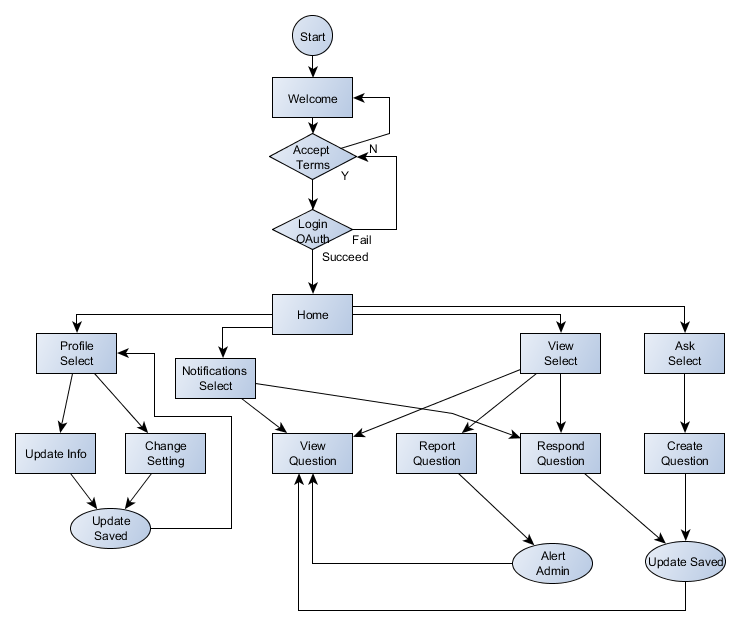 Start
Welcome
Accept
Terms
N
Y
Login
OAuth
Fail
Succeed
Home
Profile
Select
Notifications
Select
View
Select
Ask
Select
Update Info
Change
Setting
View
Question
Report
Question
Respond
Question
Create
Question
Update
Saved
Alert
Admin
Update Saved